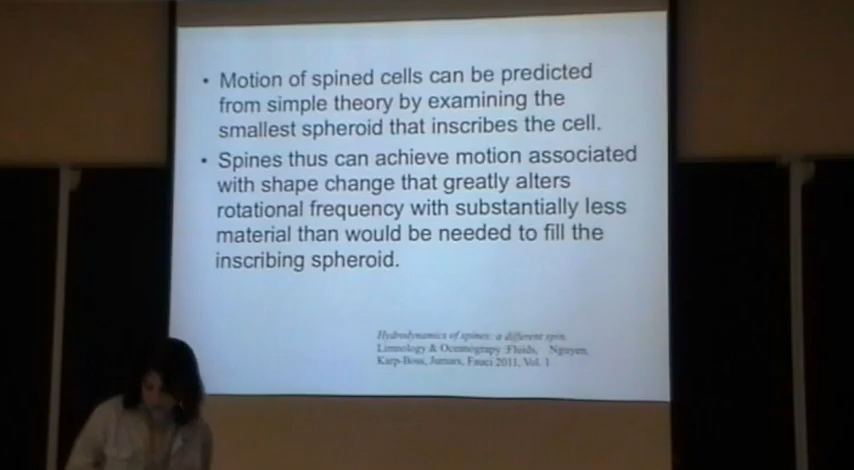 • Motion of spined cells can be predicted
from simple theory by examining the
smallest spheroid that inscribes the cell.
• Spines thus can achieve motion associated
with shape change that greatly alters
rotational frequency with substantially less
material than would be needed to fill the
inscribing spheroid.
Hydrodynamics of spines: a different spin.
Limnology & Oceanograpy :Fluids, Nguyen,
Karp-Boss, Jumars, Fauci 2011, Vol. 1